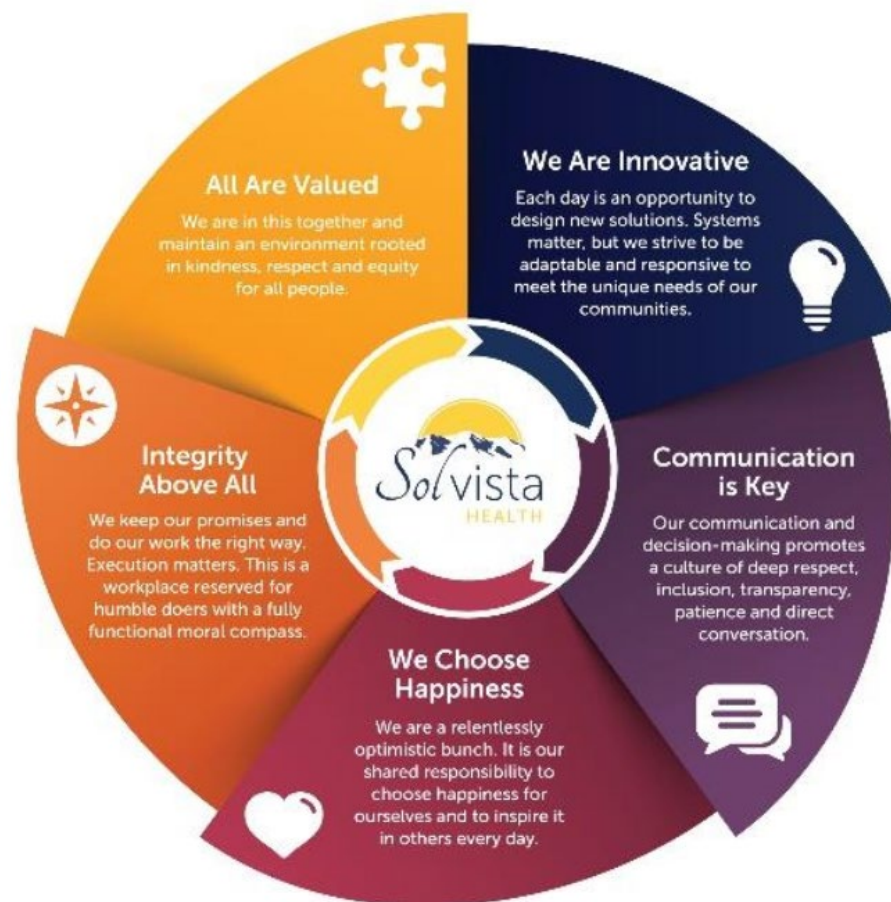 All Are Valued
We are in this together and
maintain an environment rooted
in kindness, respect and equity
for all people.
We Are Innovative
Each day is an opportunity to
design new solutions. Systems
matter, but we strive to be
adaptable and responsive to
meet the unique needs of our
communities.
Integrity
Above All
We keep our promises and
do our work the right way.
Execution matters. This is a
workplace reserved for
humble doers with a fully
functional moral compass.
Solvista
HEALTH
Communication
is Key
Our communication and
decision-making promotes
a culture of deep respect,
inclusion, transparency,
patience and direct
conversation.
We Choose
Happiness
We are a relentlessly
optimistic bunch. It is our
shared responsibility to
choose happiness for
ourselves and to inspire it
in others every day.